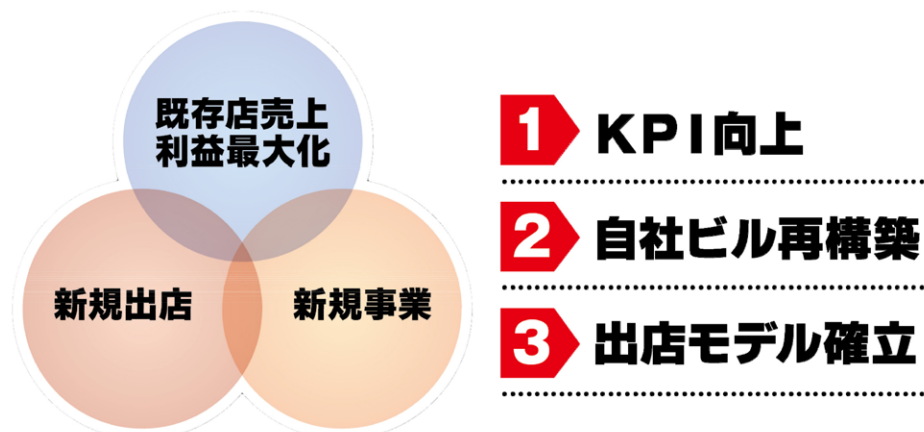 既存店売上
利益最大化
新規出店
新規事業
1 KPI向上
2 自社ビル再構築
3 出店モデル確立